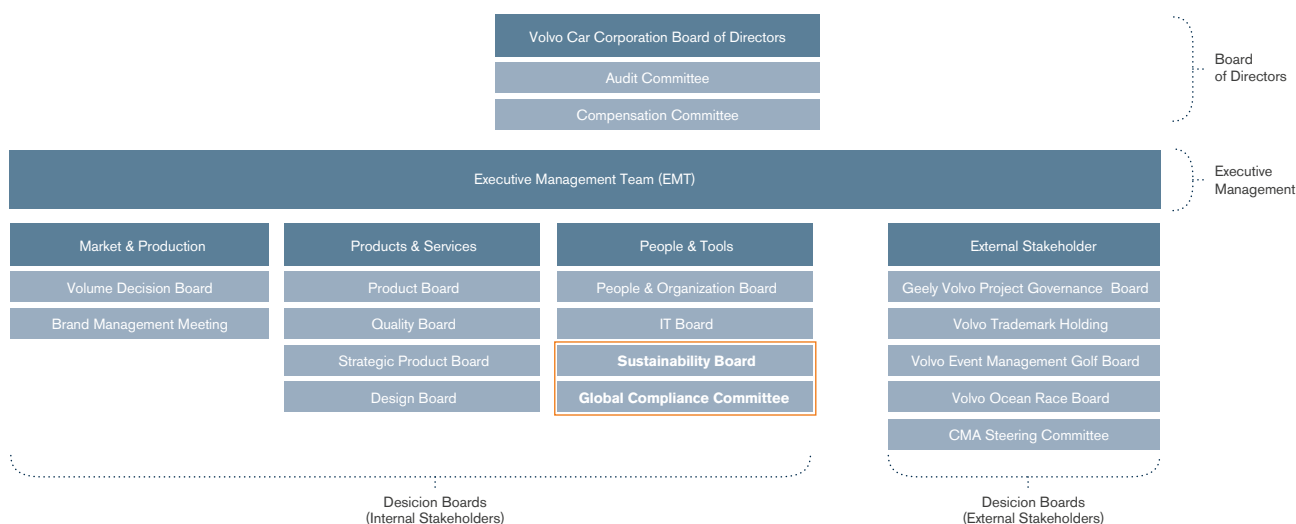 Volvo Car Corporation Board of Directors
Audit Committee
Compensation Committee
Board
of Directors
Executive Management Team (EMT)
Executive
Management
Market & Production
Volume Decision Board
Brand Management Meeting
Products & Services
Product Board
Quality Board
Strategic Product Board
Design Board
People & Tools
People & Organization Board
IT Board
Sustainability Board
Global Compliance Committee
External Stakeholder
Geely Volvo Project Governance Board
Volvo Trademark Holding
Volvo Event Management Golf Board
Volvo Ocean Race Board
CMA Steering Committee
Desicion Boards
(Internal Stakeholders)
Desicion Boards
(External Stakeholders)